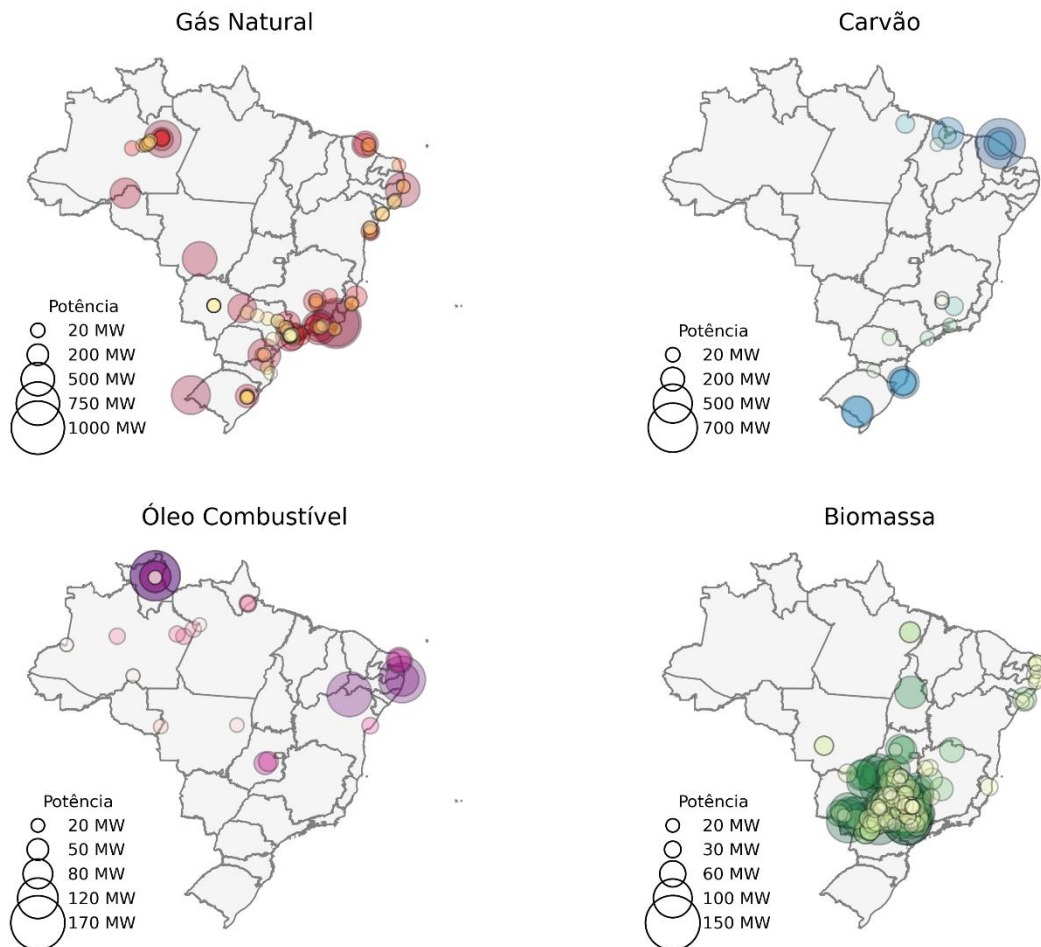 Gás Natural
Potência
20 MW
200 MW
500 MW
750 MW
1000 MW
Carvão
Potência
20 MW
200 MW
500 MW
700 MW
Óleo Combustível
Potência
20 MW
50 MW
80 MW
120 MW
170 MW
Biomassa
Potência
20 MW
30 MW
60 MW
100 MW
150 MW